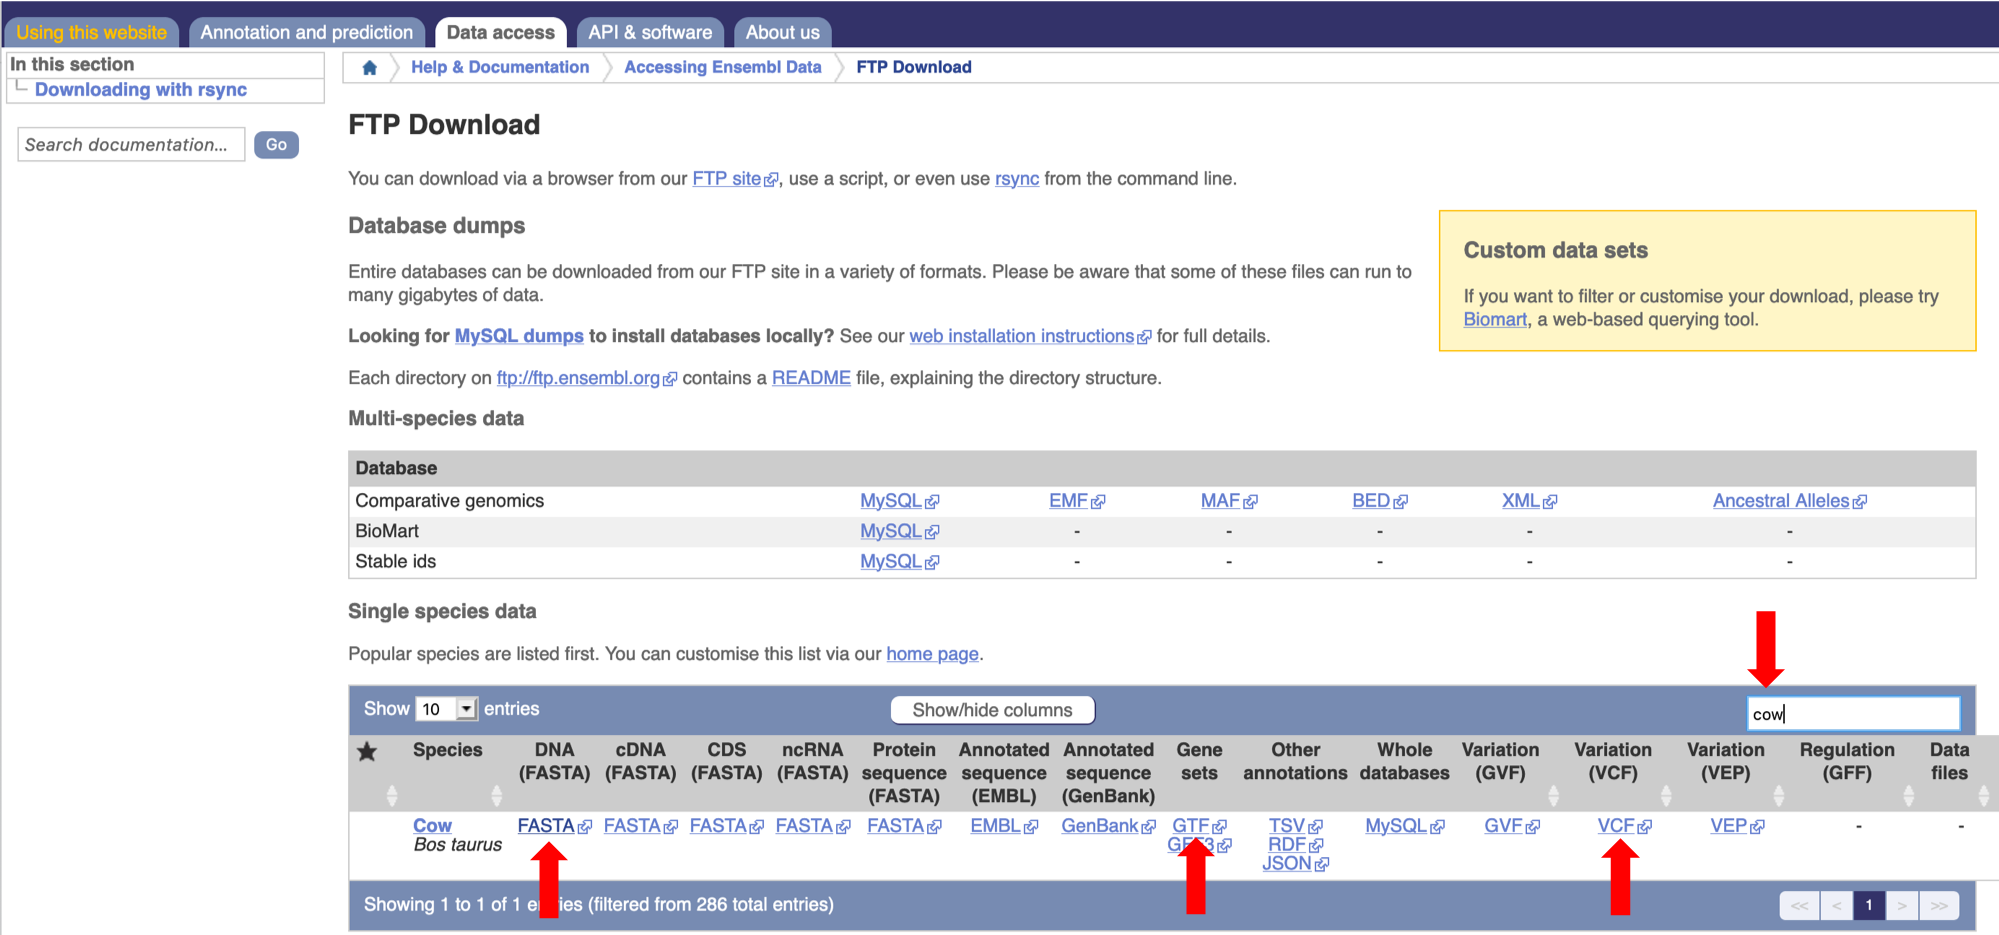 Using this website
Annotation and prediction
Data access
API & software
About us
In this section
Downloading with rsync
Search documentation...
Go
Help & Documentation
Accessing Ensembl Data
FTP Download
FTP Download
You can download via a browser from our FTP site, use a script, or even use rsync from the command line.
Database dumps
Entire databases can be downloaded from our FTP site in a variety of formats. Please be aware that some of these files can run to
many gigabytes of data.
Looking for MySQL dumps to install databases locally? See our web installation instructions for full details.
Each directory on ftp://ftp.ensembl.org contains a README file, explaining the directory structure.
Custom data sets
If you want to filter or customise your download, please try
Biomart, a web-based querying tool.
Multi-species data
Database
Comparative genomics MySQL EMF MAF BED XML Ancestral Alleles
BioMart MySQL - - - - -
Stable ids MySQL - - - - -
Single species data
Popular species are listed first. You can customise this list via our home page.
Show 10 entries
Show/hide columns
cow
Species
DNA
(FASTA)
cDNA
(FASTA)
CDS
(FASTA)
ncRNA
(FASTA)
Protein
sequence
(FASTA)
Annotated
sequence
(EMBL)
Annotated
sequence
(GenBank)
Gene
sets
Other
annotations
Whole
databases
Variation
(GVF)
Variation
(VCF)
Variation
(VEP)
Regulation
(GFF)
Data
files
Cow
Bos taurus
FASTA
FASTA
FASTA
FASTA
FASTA
EMBL
GenBank
GTF
GFF3
TSV
RDF
JSON
MySQL
GVF
VCF
VEP
-
-
Showing 1 to 1 of 1 entries (filtered from 286 total entries)
<< < 1 > >>